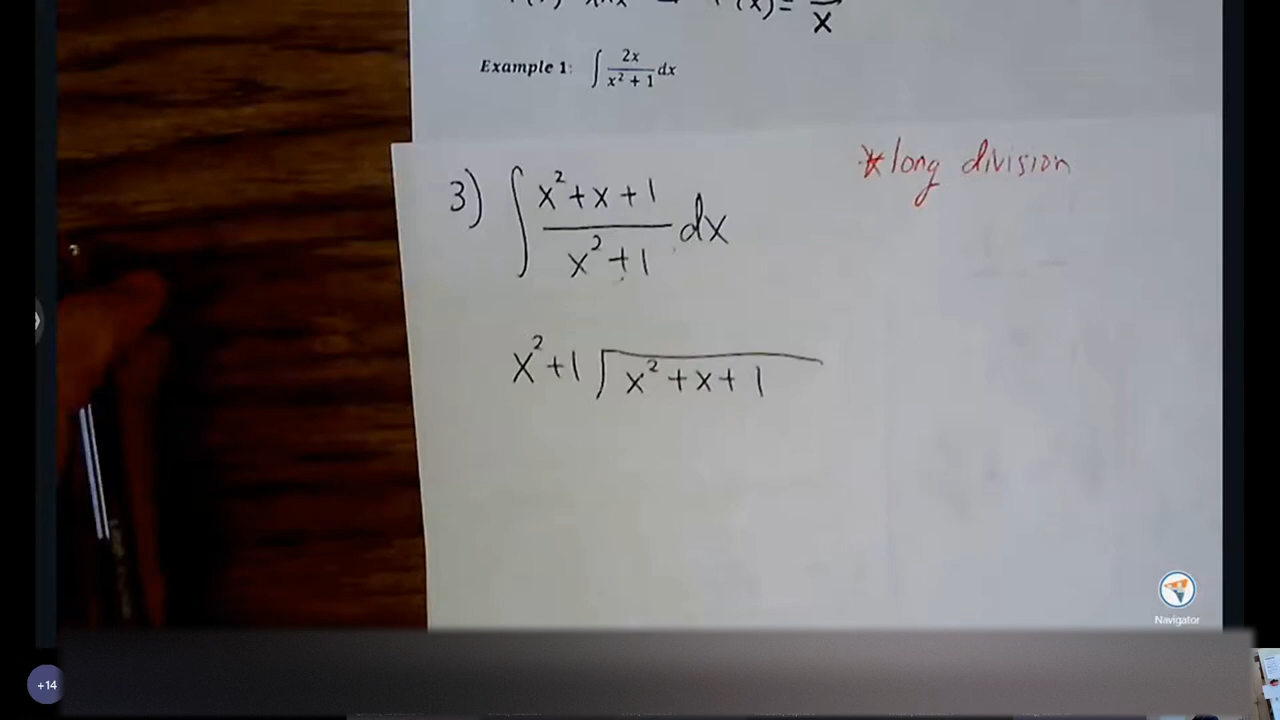 Example 1: ∫ 2x / (x² + 1) dx
*long division
3) ∫ (x² + x + 1) / (x² + 1) dx
x² + 1 ⟌ x² + x + 1
Navigator
+14